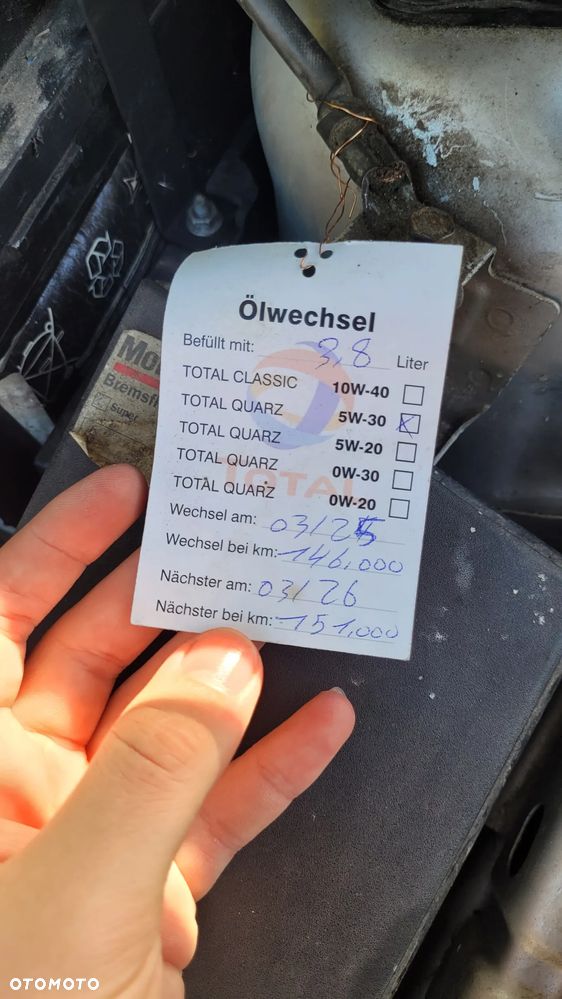 Ölwechsel
Befüllt mit: 3,8 Liter
TOTAL CLASSIC 10W-40
TOTAL QUARZ 5W-30 x
TOTAL QUARZ 5W-20
TOTAL QUARZ 0W-30
TOTAL QUARZ 0W-20
TOTAL
Wechsel am: 03/25
Wechsel bei km: 146.000
Nächster am: 03/26
Nächster bei km: 151.000
Super
OTOMOTO